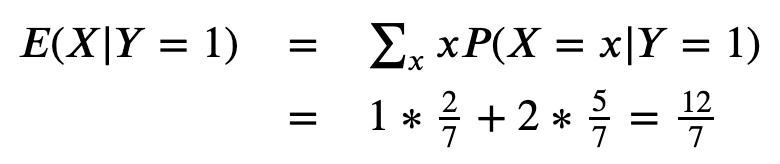 E(X|Y = 1) = ∑ₓ xP(X = x|Y = 1)
= 1 * 2/7 + 2 * 5/7 = 12/7